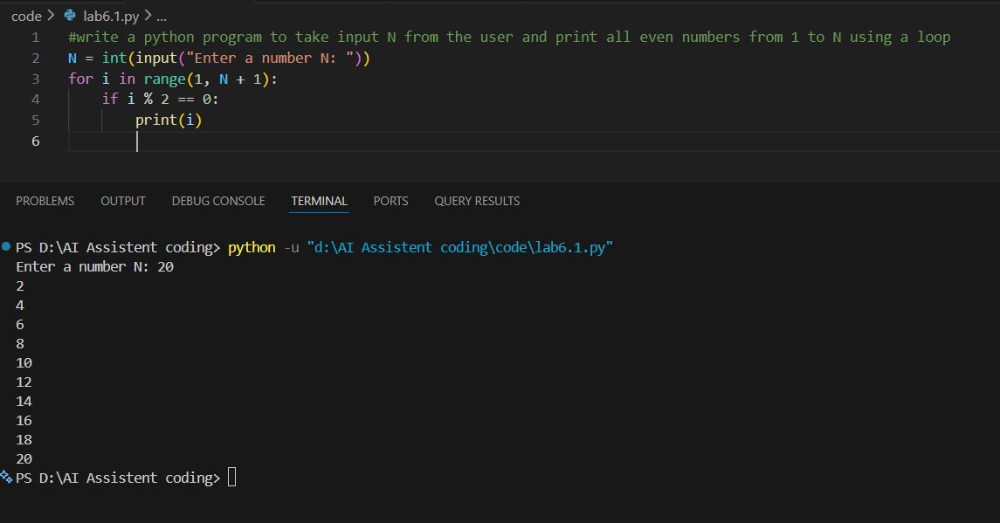 code > lab6.1.py > ...
1 #write a python program to take input N from the user and print all even numbers from 1 to N using a loop
2 N = int(input("Enter a number N: "))
3 for i in range(1, N + 1):
4     if i % 2 == 0:
5         print(i)
6
PROBLEMS OUTPUT DEBUG CONSOLE TERMINAL PORTS QUERY RESULTS
PS D:\AI Assistent coding> python -u "d:\AI Assistent coding\code\lab6.1.py"
Enter a number N: 20
2
4
6
8
10
12
14
16
18
20
PS D:\AI Assistent coding>